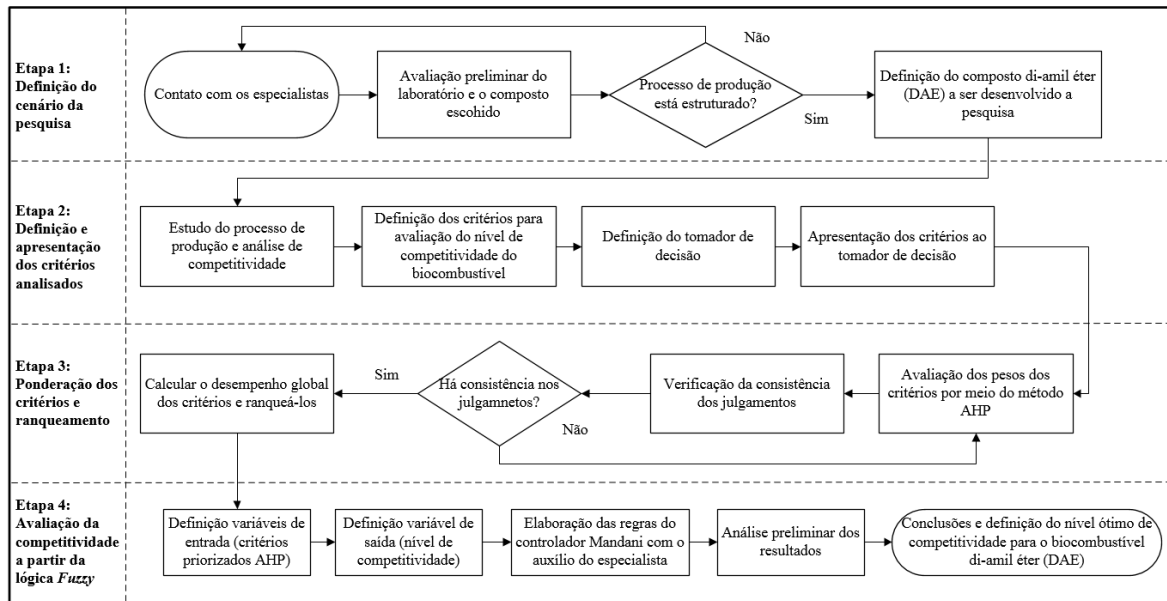 Etapa 1:
Definição do
cenário da
pesquisa
Contato com os especialistas
Avaliação preliminar do
laboratório e o composto
escohido
Não
Processo de produção
está estruturado?
Sim
Definição do composto di-amil éter
(DAE) a ser desenvolvido a
pesquisa
Etapa 2:
Definição e
apresentação
dos critérios
analisados
Estudo do processo de
produção e análise de
competitividade
Definição dos critérios para
avaliação do nível de
competitividade do
biocombustível
Definição do tomador de
decisão
Apresentação dos critérios ao
tomador de decisão
Etapa 3:
Ponderação dos
critérios e
ranqueamento
Calcular o desempenho global
dos critérios e ranqueá-los
Sim
Há consistência nos
julgamnetos?
Não
Verificação da consistência
dos julgamentos
Avaliação dos pesos dos
critérios por meio do método
AHP
Etapa 4:
Avaliação da
competitividade
a partir da
lógica Fuzzy
Definição variáveis de
entrada (critérios
priorizados AHP)
Definição variável de
saída (nível de
competitividade)
Elaboração das regras do
controlador Mandani com o
auxílio do especialista
Análise preliminar dos
resultados
Conclusões e definição do nível ótimo de
competitividade para o biocombustível
di-amil éter (DAE)